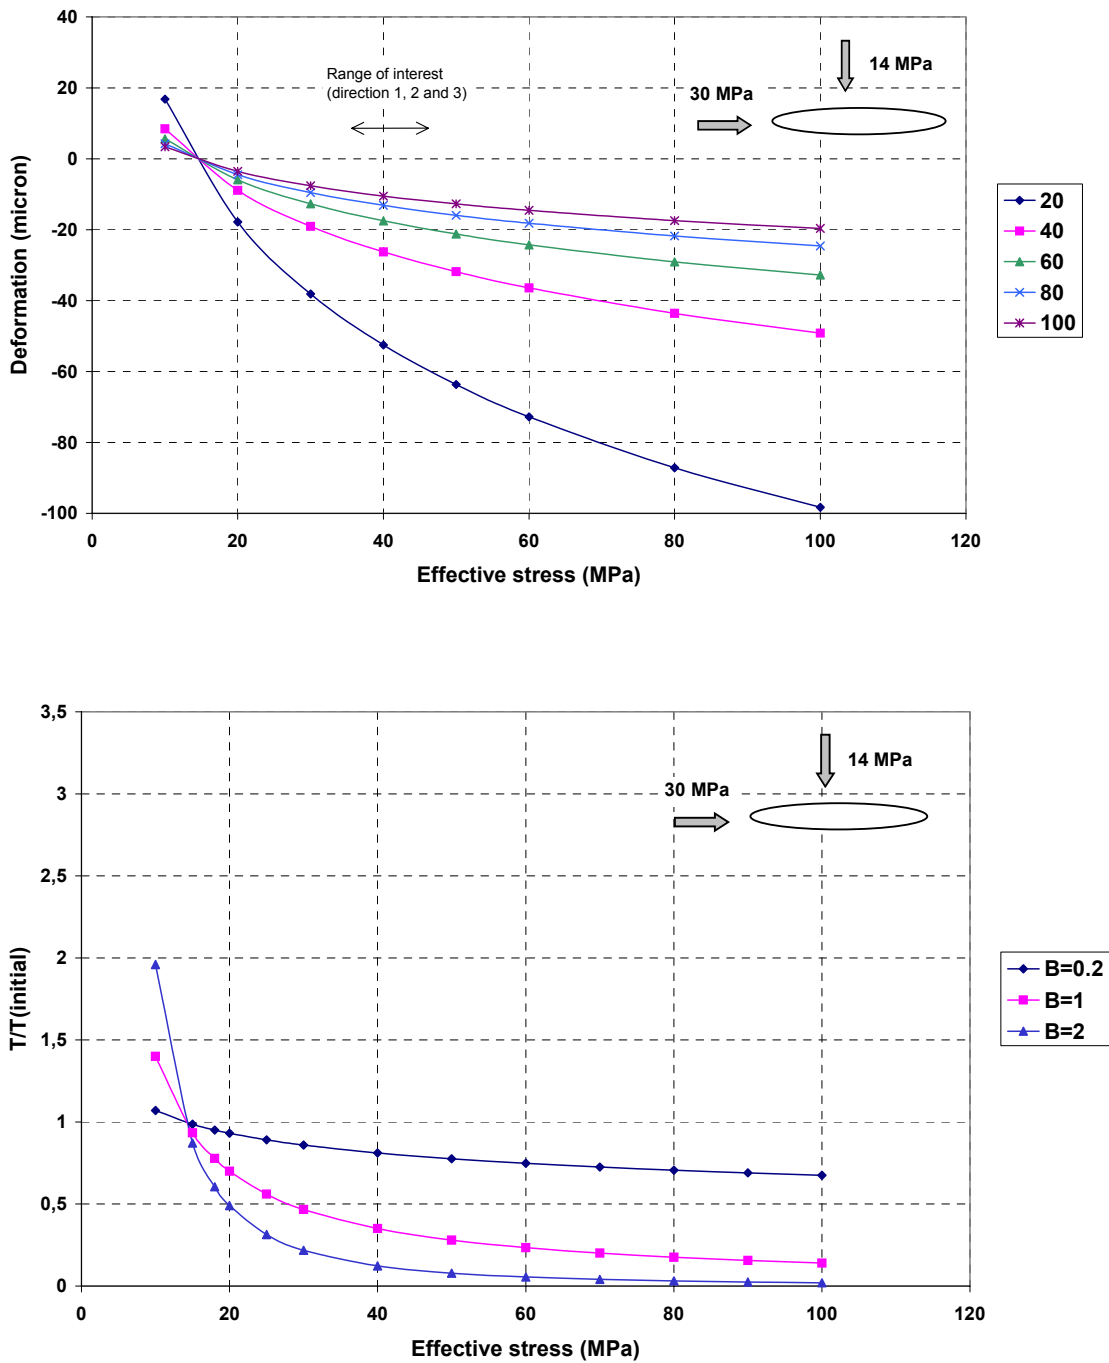 40
20
0
-20
-40
-60
-80
-100
Deformation (micron)
Range of interest
(direction 1, 2 and 3)
14 MPa
30 MPa
20
40
60
80
100
0
20
40
60
80
100
120
Effective stress (MPa)
3,5
3
2,5
2
1,5
1
0,5
0
T/T(initial)
14 MPa
30 MPa
B=0.2
B=1
B=2
0
20
40
60
80
100
120
Effective stress (MPa)